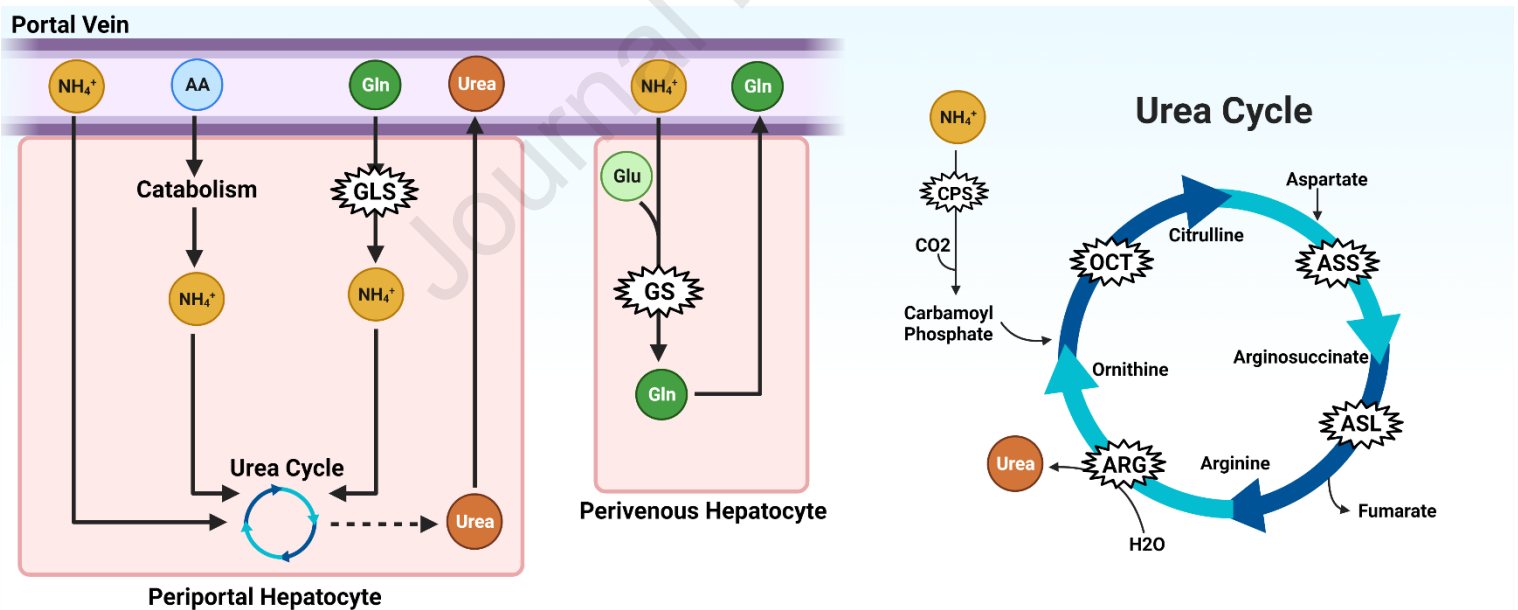 Portal Vein
NH₄⁺
AA
Gln
Urea
NH₄⁺
Gln
Catabolism
GLS
NH₄⁺
NH₄⁺
Urea Cycle
Urea
Periportal Hepatocyte
Glu
GS
Gln
Perivenous Hepatocyte
Journal
Urea Cycle
NH₄⁺
CPS
CO2
Carbamoyl
Phosphate
OCT
Citrulline
Aspartate
ASS
Arginosuccinate
ASL
Fumarate
Arginine
ARG
H2O
Urea
Ornithine